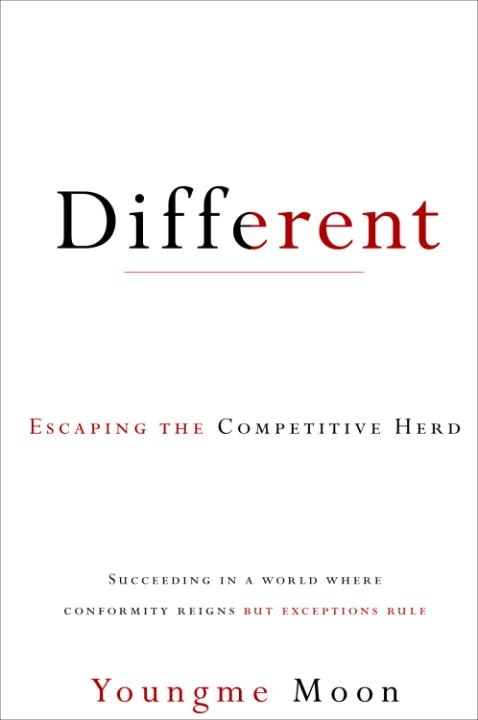 Different
Escaping the Competitive Herd
Succeeding in a world where
conformity reigns but exceptions rule
Youngme Moon